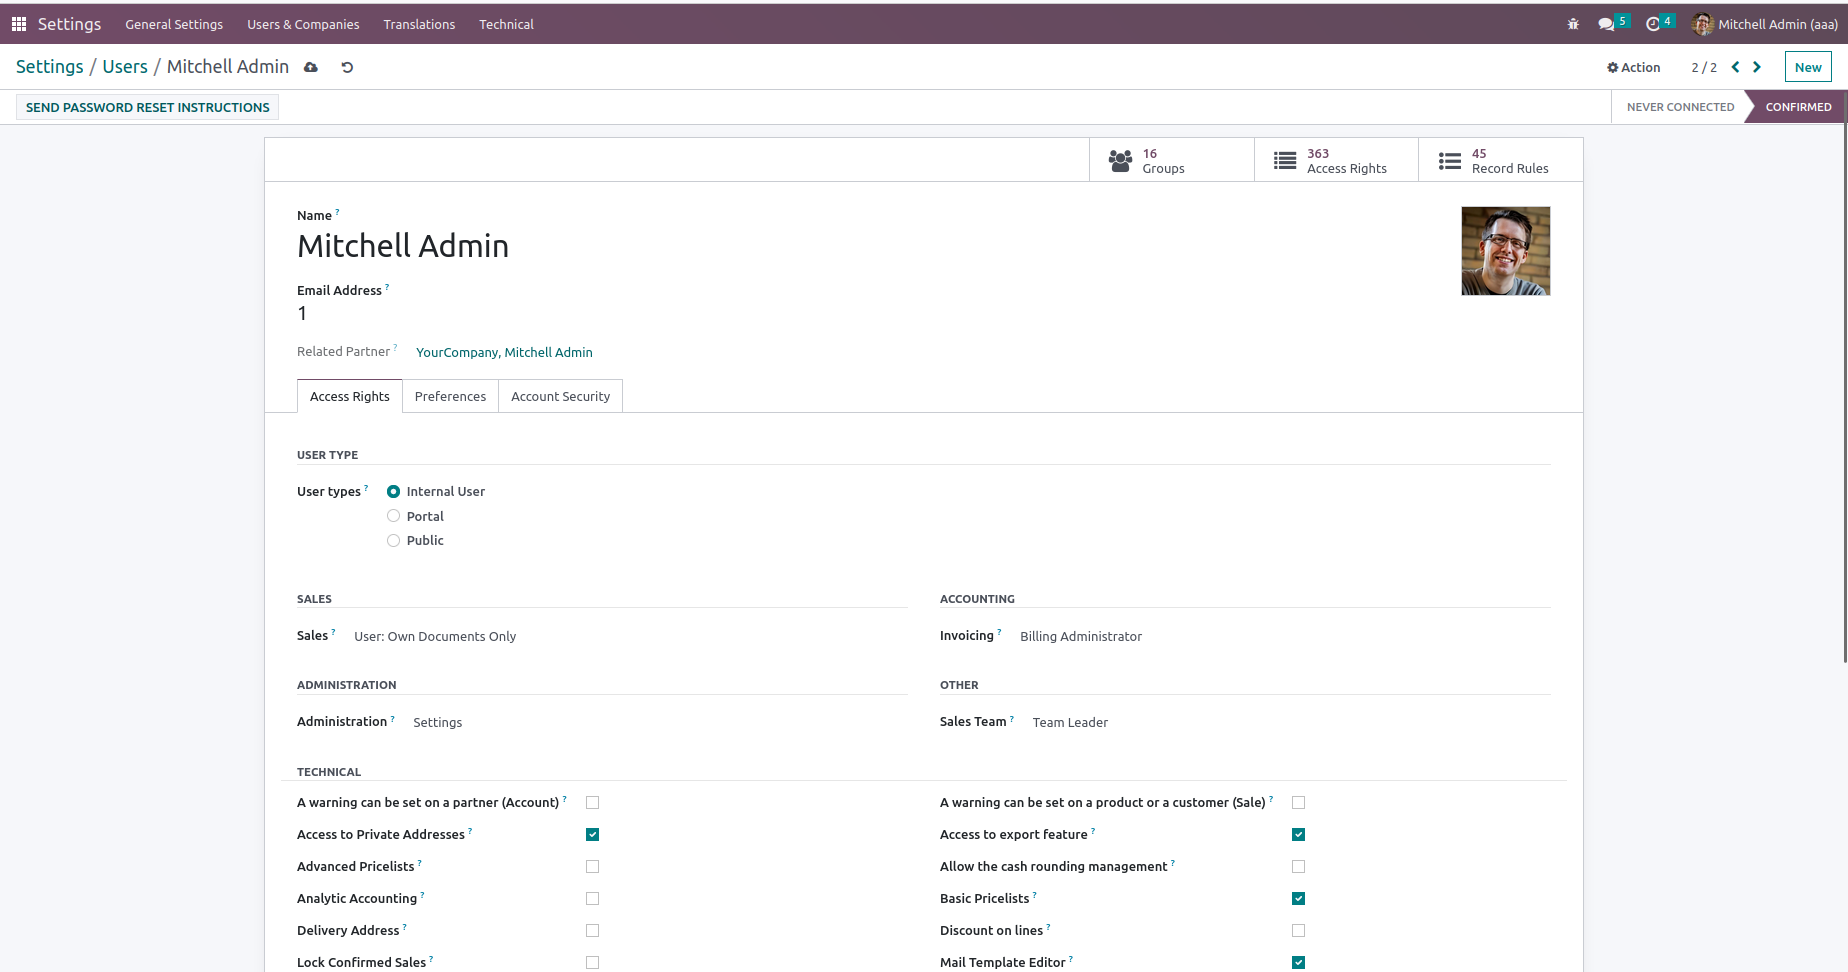 Settings General Settings Users & Companies Translations Technical 5 4 Mitchell Admin (aaa)
Settings / Users / Mitchell Admin Action 2 / 2 New
SEND PASSWORD RESET INSTRUCTIONS NEVER CONNECTED CONFIRMED
16 Groups 363 Access Rights 45 Record Rules
Name ?
Mitchell Admin
Email Address ?
1
Related Partner ? YourCompany, Mitchell Admin
Access Rights Preferences Account Security
USER TYPE
User types ? Internal User
Portal
Public
SALES ACCOUNTING
Sales ? User: Own Documents Only Invoicing ? Billing Administrator
ADMINISTRATION OTHER
Administration ? Settings Sales Team ? Team Leader
TECHNICAL
A warning can be set on a partner (Account) ? A warning can be set on a product or a customer (Sale) ?
Access to Private Addresses ? Access to export feature ?
Advanced Pricelists ? Allow the cash rounding management ?
Analytic Accounting ? Basic Pricelists ?
Delivery Address ? Discount on lines ?
Lock Confirmed Sales ? Mail Template Editor ?